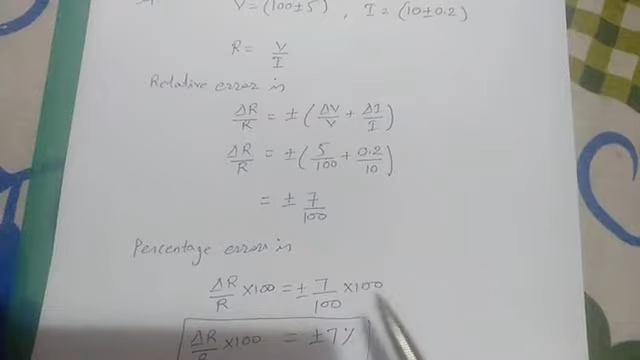 V = (100±5) , I = (10±0.2)
R = V/I
Relative error is
ΔR/R = ±(ΔV/V + ΔI/I)
ΔR/R = ±(5/100 + 0.2/10)
= ± 7/100
Percentage error is
ΔR/R ×100 = ± 7/100 ×100
ΔR/R ×100 = ±7%